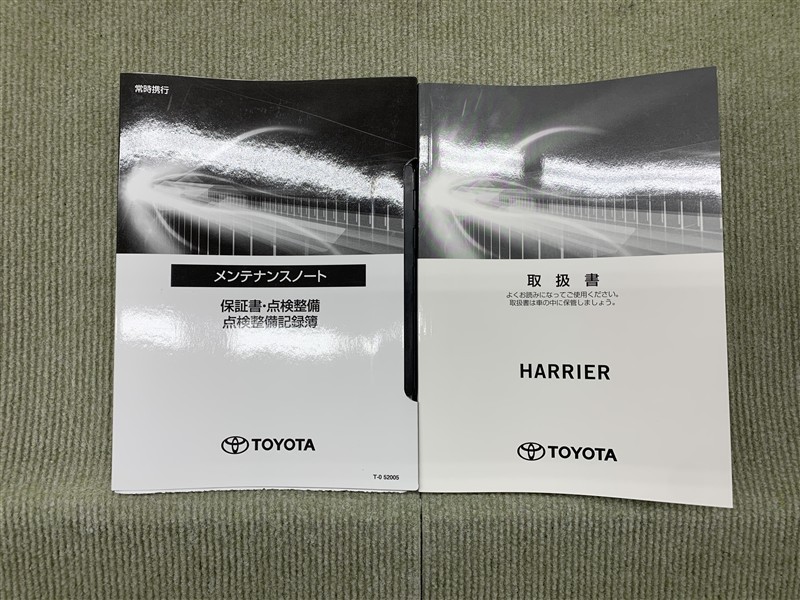 常時携行
メンテナンスノート
保証書・点検整備
点検整備記録簿
TOYOTA
T-0 52005
取扱書
よくお読みになってご使用ください。
取扱書は車の中に保管しましょう。
HARRIER
TOYOTA